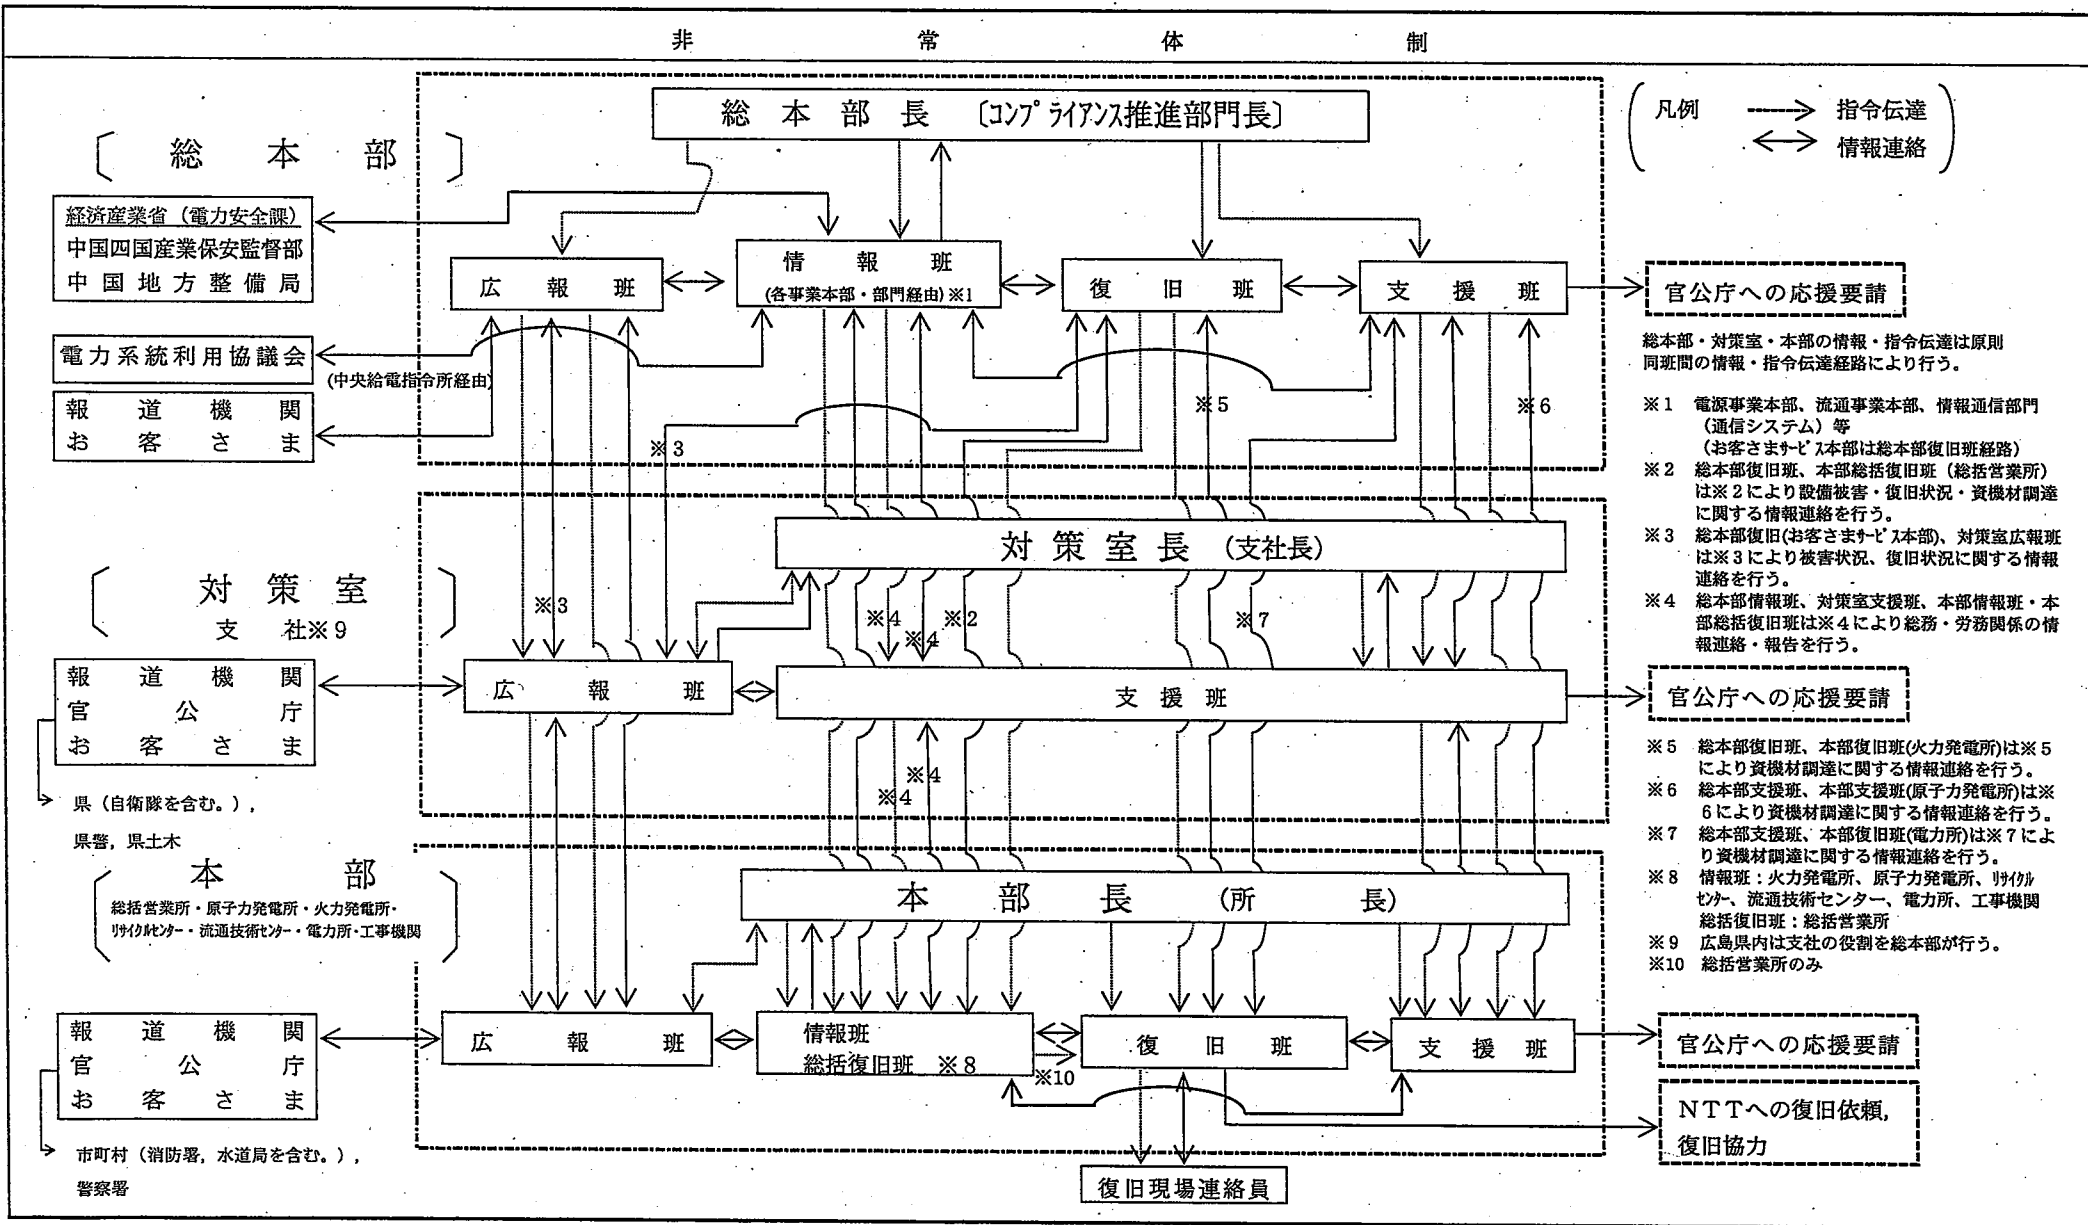 非常体制
総本部長〔コンプライアンス推進部門長〕
凡例 指令伝達
情報連絡
〔総本部〕
経済産業省（電力安全課）
中国四国産業保安監督部
中国地方整備局
広報班
情報班
(各事業本部・部門経由)※1
復旧班
支援班
官公庁への応援要請
電力系統利用協議会
(中央給電指令所経由)
報道機関
お客さま
※3
※5
※6
総本部・対策室・本部の情報・指令伝達は原則
同班間の情報・指令伝達経路により行う。
※1 電源事業本部、流通事業本部、情報通信部門
（通信システム）等
（お客さまサービス本部は総本部復旧班経路）
※2 総本部復旧班、本部総括復旧班（総括営業所）
は※2により設備被害・復旧状況・資機材調達
に関する情報連絡を行う。
※3 総本部復旧(お客さまサービス本部)、対策室広報班
は※3により被害状況、復旧状況に関する情報
連絡を行う。
※4 総本部情報班、対策室支援班、本部情報班・本
部総括復旧班は※4により総務・労務関係の情
報連絡・報告を行う。
対策室長（支社長）
〔対策室〕
支社※9
※3
※4
※4
※2
※7
報道機関
官公庁
お客さま
県（自衛隊を含む。），
県警，県土木
広報班
支援班
官公庁への応援要請
※4
※4
※5 総本部復旧班、本部復旧班(火力発電所)は※5
により資機材調達に関する情報連絡を行う。
※6 総本部支援班、本部支援班(原子力発電所)は※
6により資機材調達に関する情報連絡を行う。
※7 総本部支援班、本部復旧班(電力所)は※7によ
り資機材調達に関する情報連絡を行う。
※8 情報班：火力発電所、原子力発電所、リサイクル
センター、流通技術センター、電力所、工事機関
総括復旧班：総括営業所
※9 広島県内は支社の役割を総本部が行う。
※10 総括営業所のみ
本部
総括営業所・原子力発電所・火力発電所・
リサイクルセンター・流通技術センター・電力所・工事機関
本部長（所長）
報道機関
官公庁
お客さま
市町村（消防署，水道局を含む。），
警察署
広報班
情報班
総括復旧班 ※8
※10
復旧班
支援班
官公庁への応援要請
ＮＴＴへの復旧依頼，
復旧協力
復旧現場連絡員